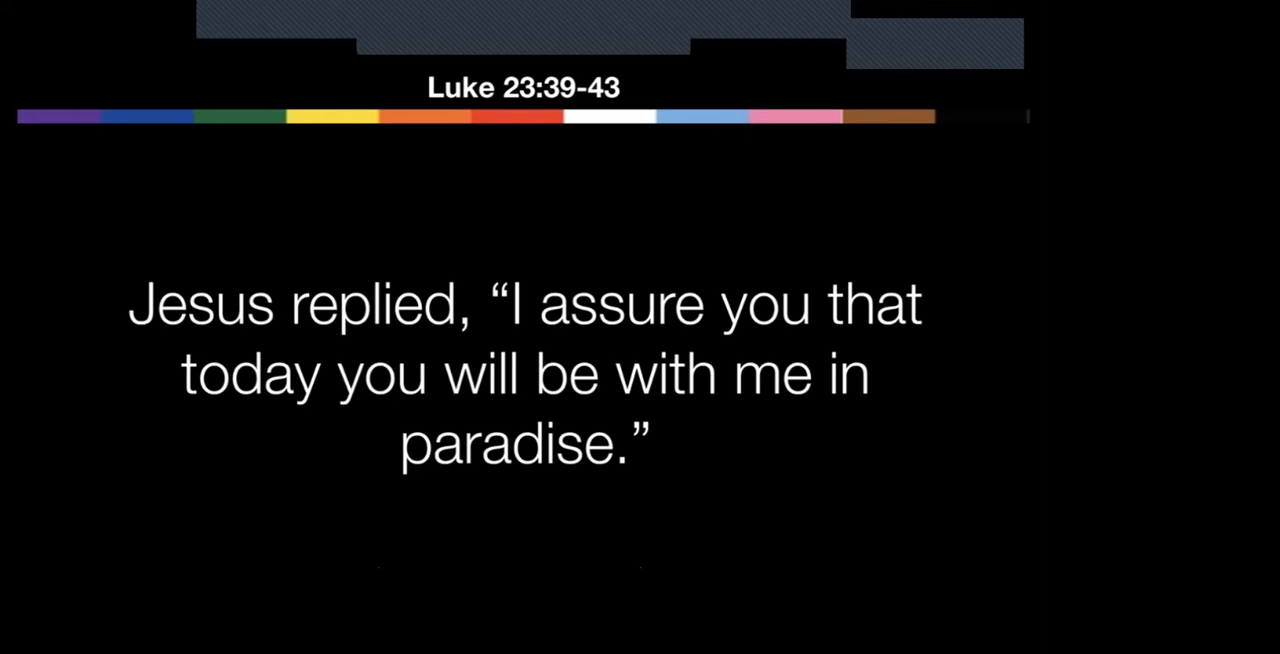 Luke 23:39-43
Jesus replied, “I assure you that
today you will be with me in
paradise.”